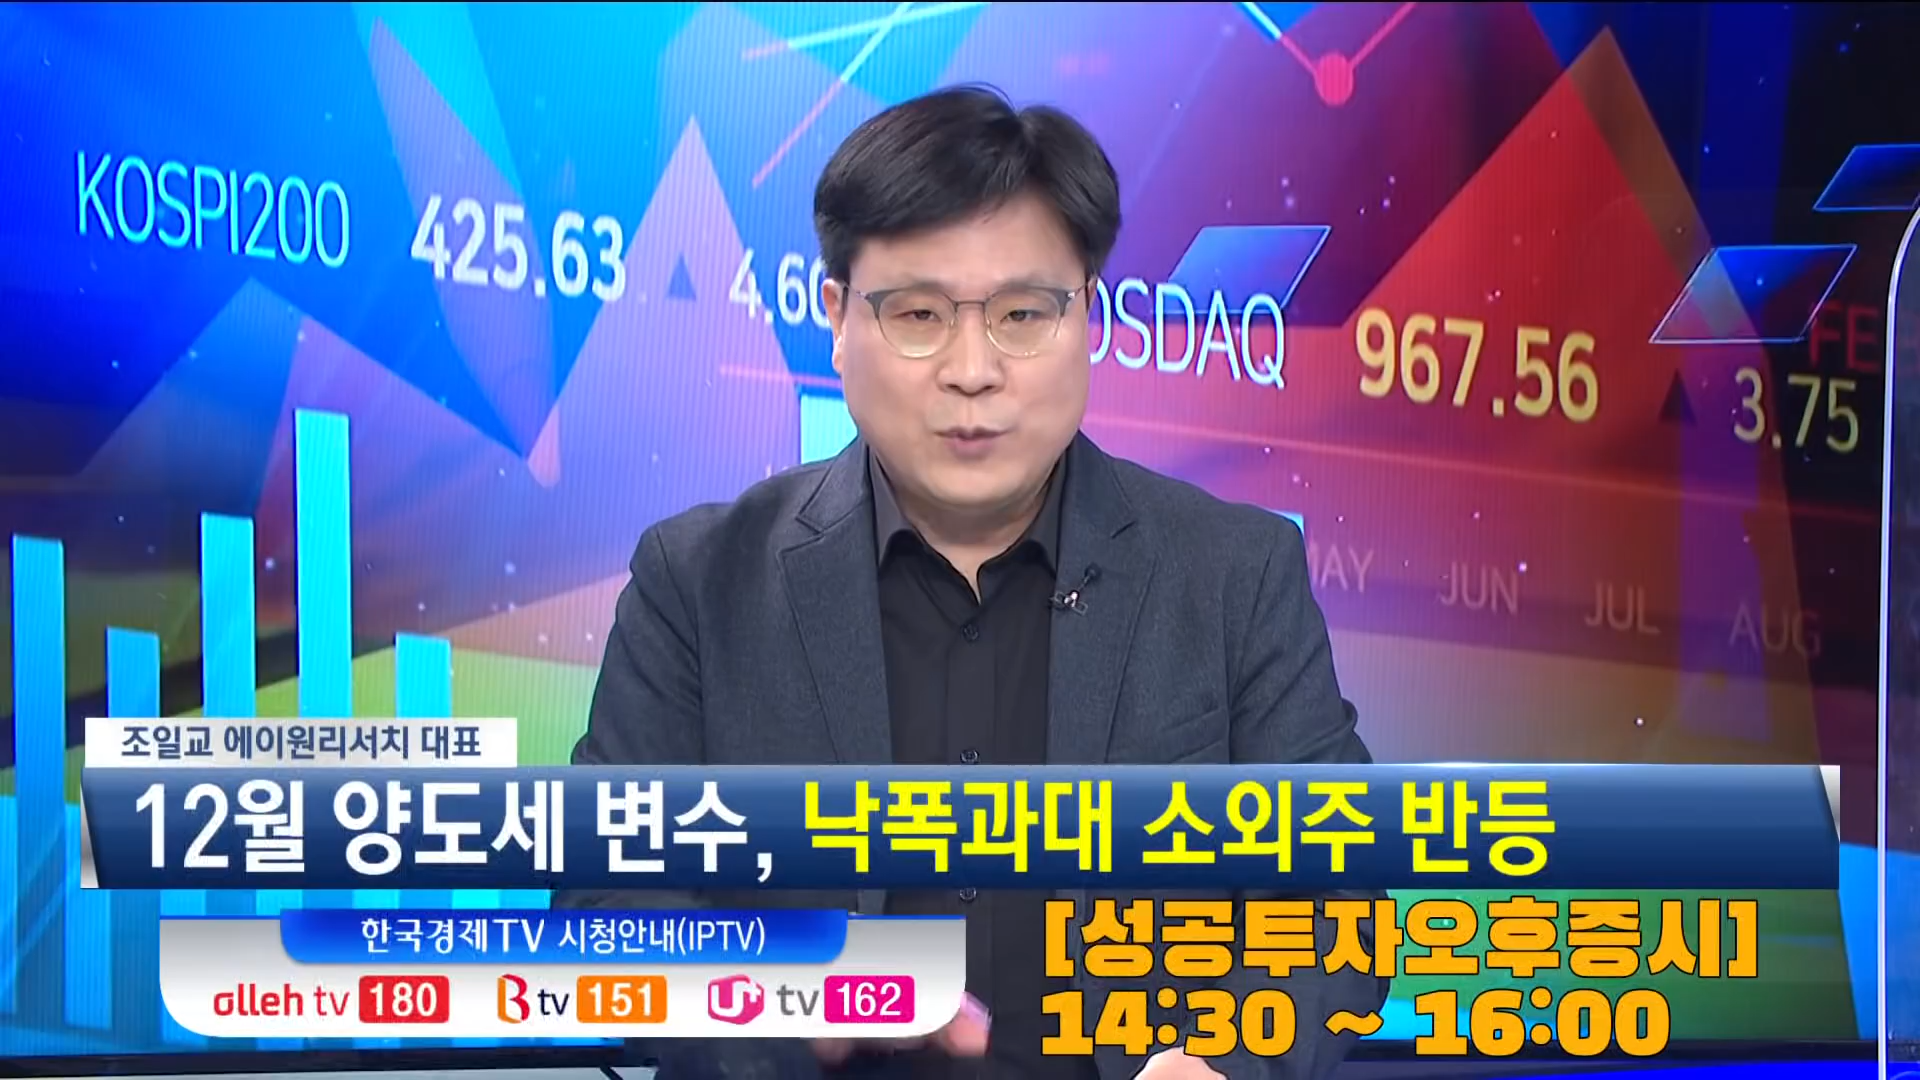 KOSPI200 425.63 ▲ 4.60
OSDAQ 967.56 ▲ 3.75
FE
MAY JUN JUL AUG
조일교 에이원리서치 대표
12월 양도세 변수, 낙폭과대 소외주 반등
한국경제TV 시청안내(IPTV)
olleh tv 180 B tv 151 U+ tv 162
[성공투자오후증시]
14:30 ~ 16:00